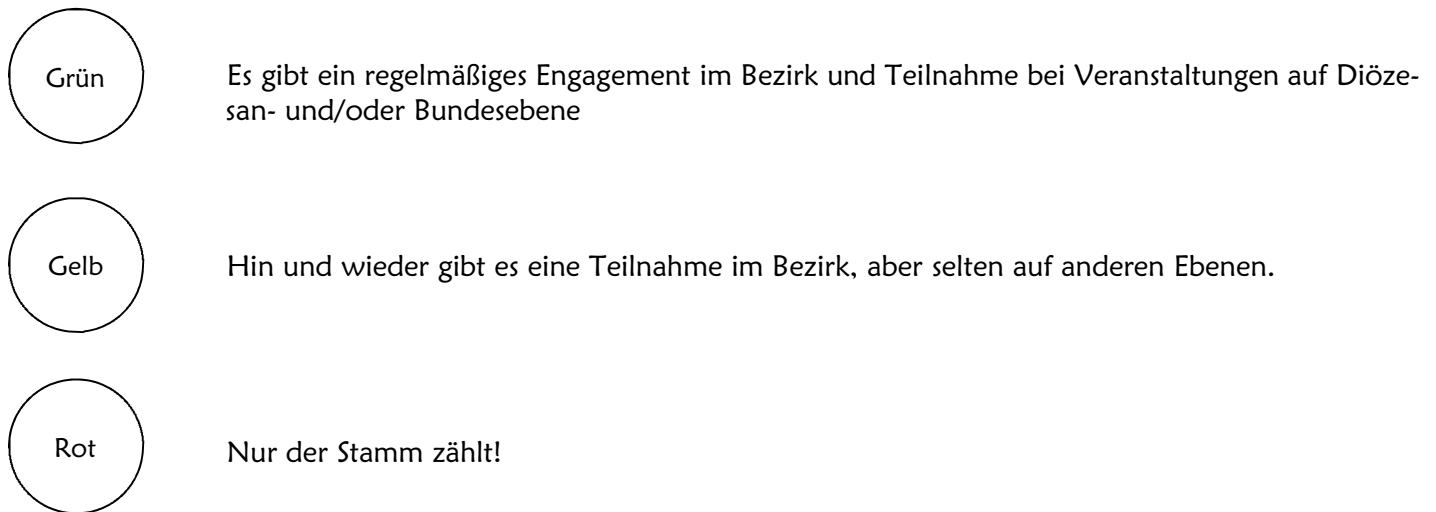 Grün
Es gibt ein regelmäßiges Engagement im Bezirk und Teilnahme bei Veranstaltungen auf Diöze-
san- und/oder Bundesebene
Gelb
Hin und wieder gibt es eine Teilnahme im Bezirk, aber selten auf anderen Ebenen.
Rot
Nur der Stamm zählt!